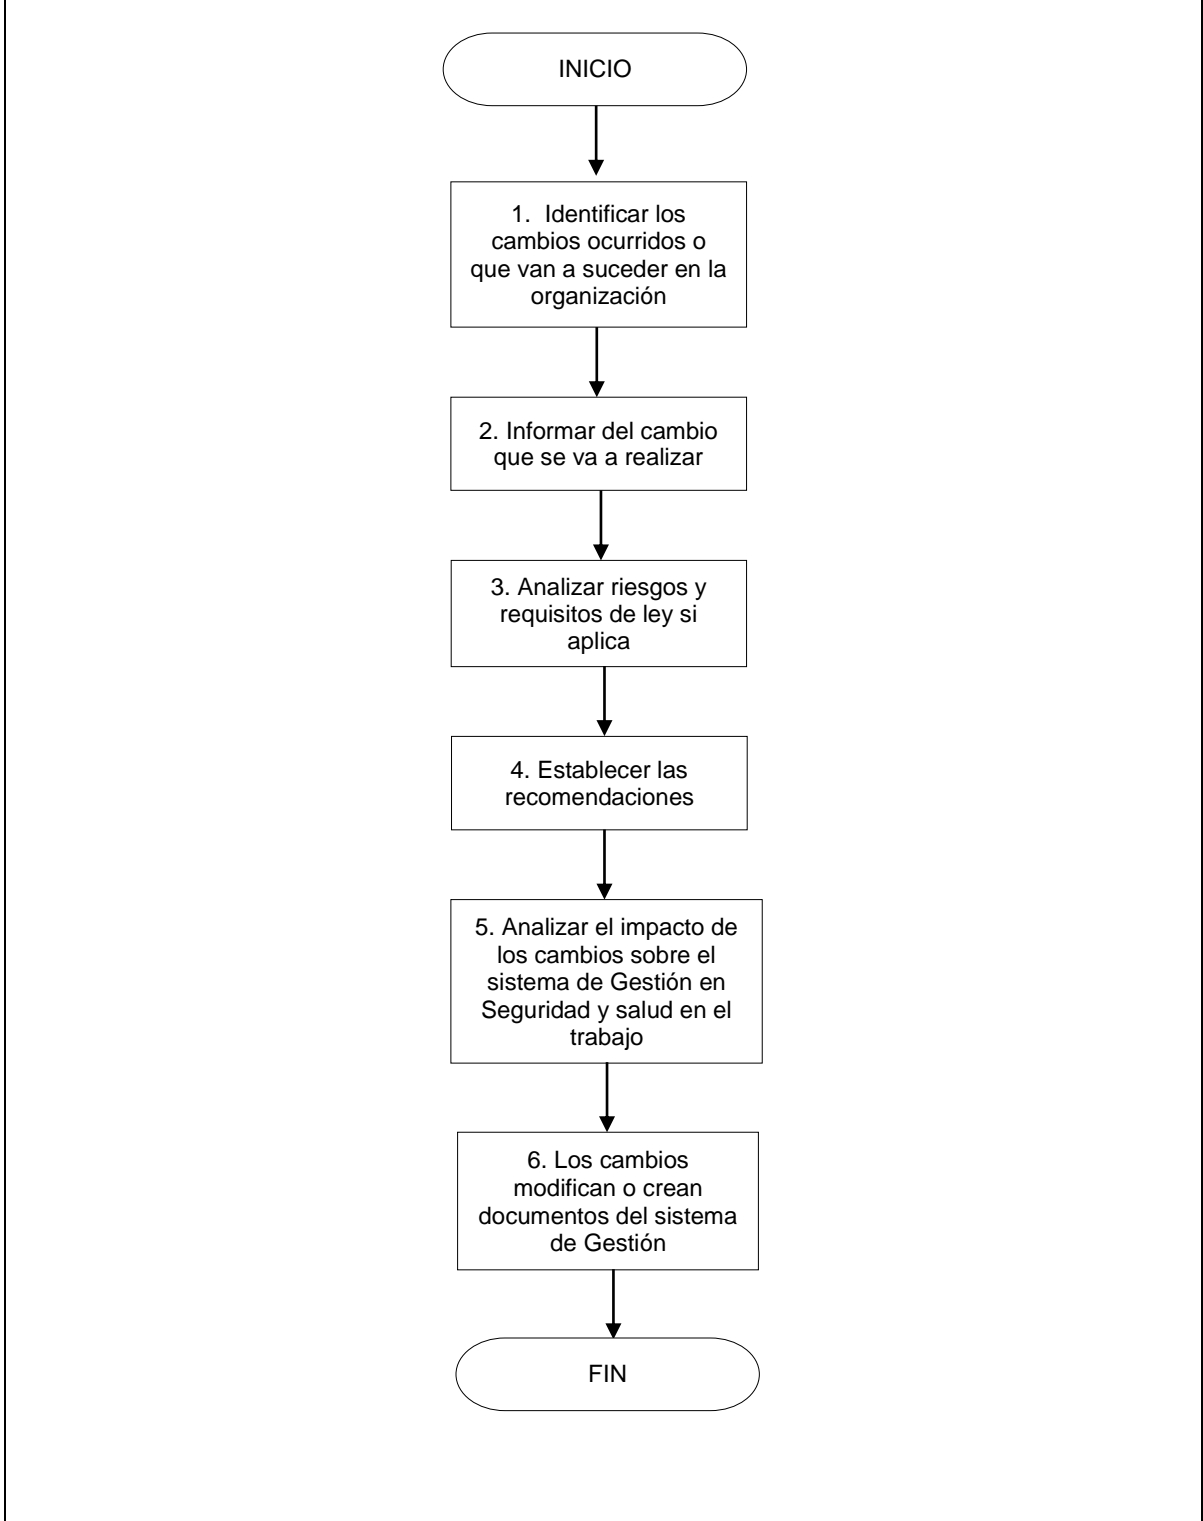 INICIO
1.  Identificar los
cambios ocurridos o
que van a suceder en la
organización
2. Informar del cambio
que se va a realizar
3. Analizar riesgos y
requisitos de ley si
aplica
4. Establecer las
recomendaciones
5. Analizar el impacto de
los cambios sobre el
sistema de Gestión en
Seguridad y salud en el
trabajo
6. Los cambios
modifican o crean
documentos del sistema
de Gestión
FIN